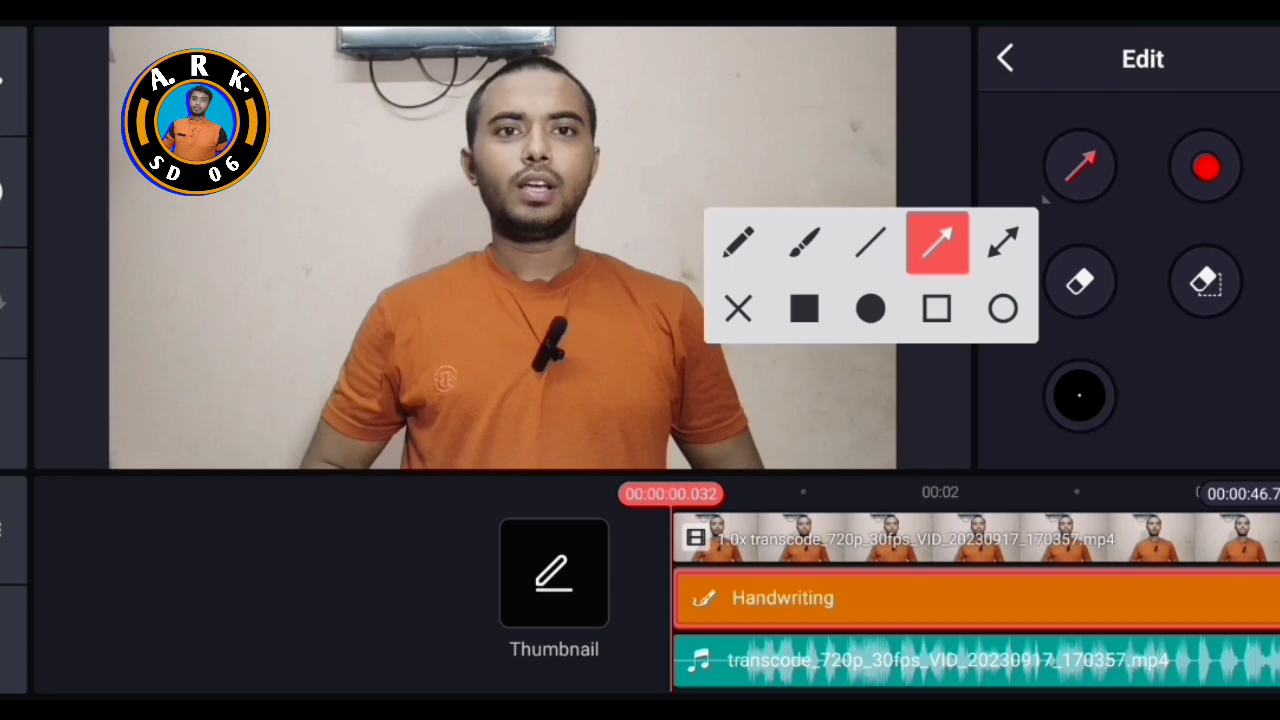 A. R K.
SD 06
Edit
00:00:00.032
00:02
00:00:46.7
1.0x transcode_720p_30fps_VID_20230917_170357.mp4
Handwriting
Thumbnail
transcode_720p_30fps_VID_20230917_170357.mp4